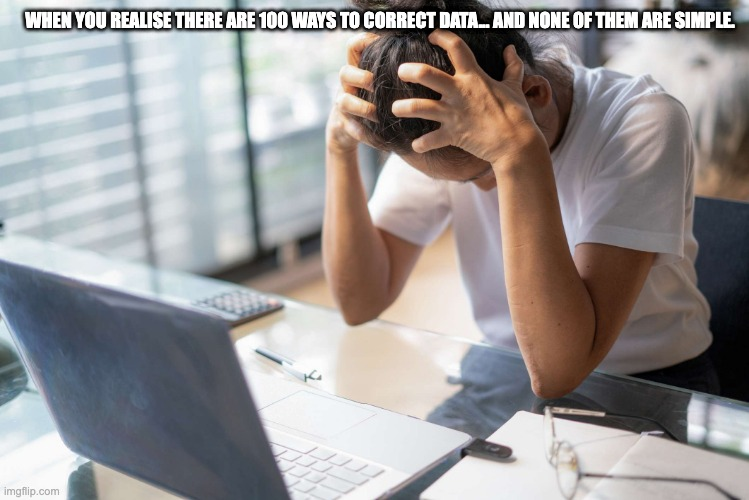 WHEN YOU REALISE THERE ARE 100 WAYS TO CORRECT DATA... AND NONE OF THEM ARE SIMPLE.
imgflip.com